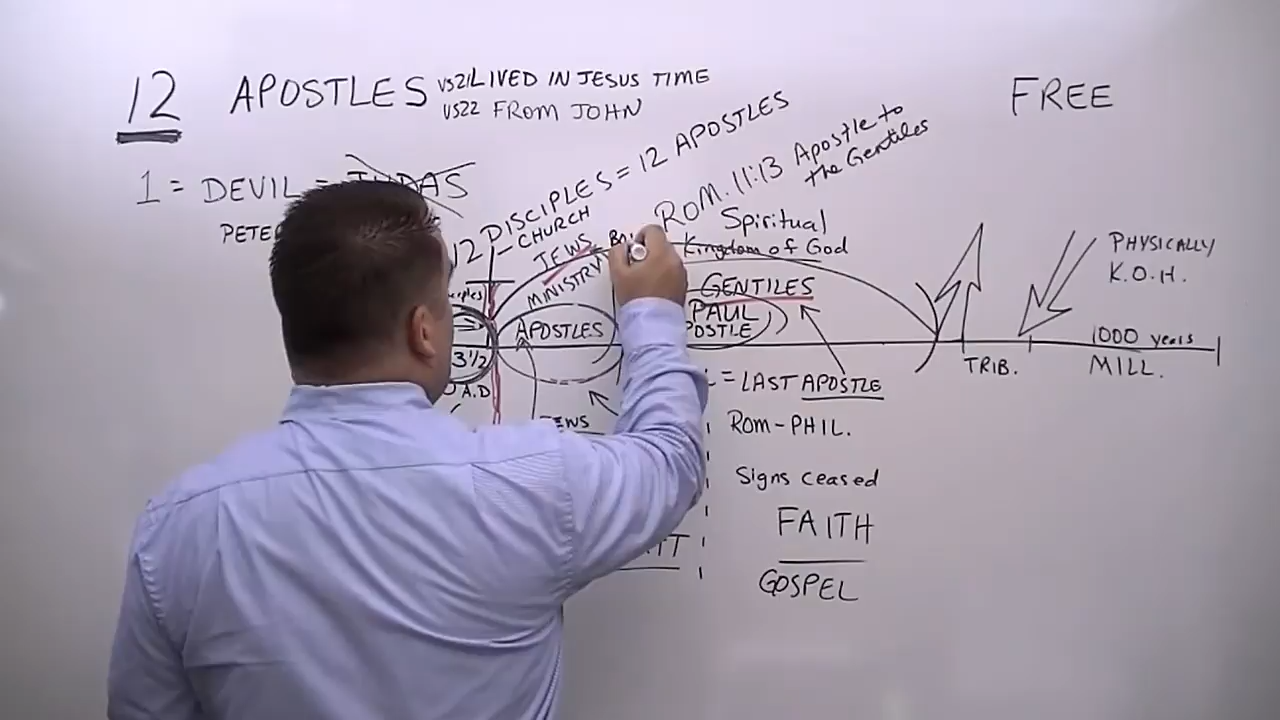 12 APOSTLES vs21 LIVED IN JESUS TIME
vs22 FROM JOHN
FREE
1 = DEVIL = JUDAS
12 DISCIPLES = 12 APOSTLES
CHURCH
JEWS
MINISTRY
ROM. 11:13 Apostle to
the Gentiles
Spiritual
Kingdom of God
GENTILES
PAUL
APOSTLES
3 1/2
A.D
JEWS
PHYSICALLY
K.O.H.
1000 years
MILL.
TRIB.
= LAST APOSTLE
ROM-PHIL.
Signs ceased
FAITH
GOSPEL